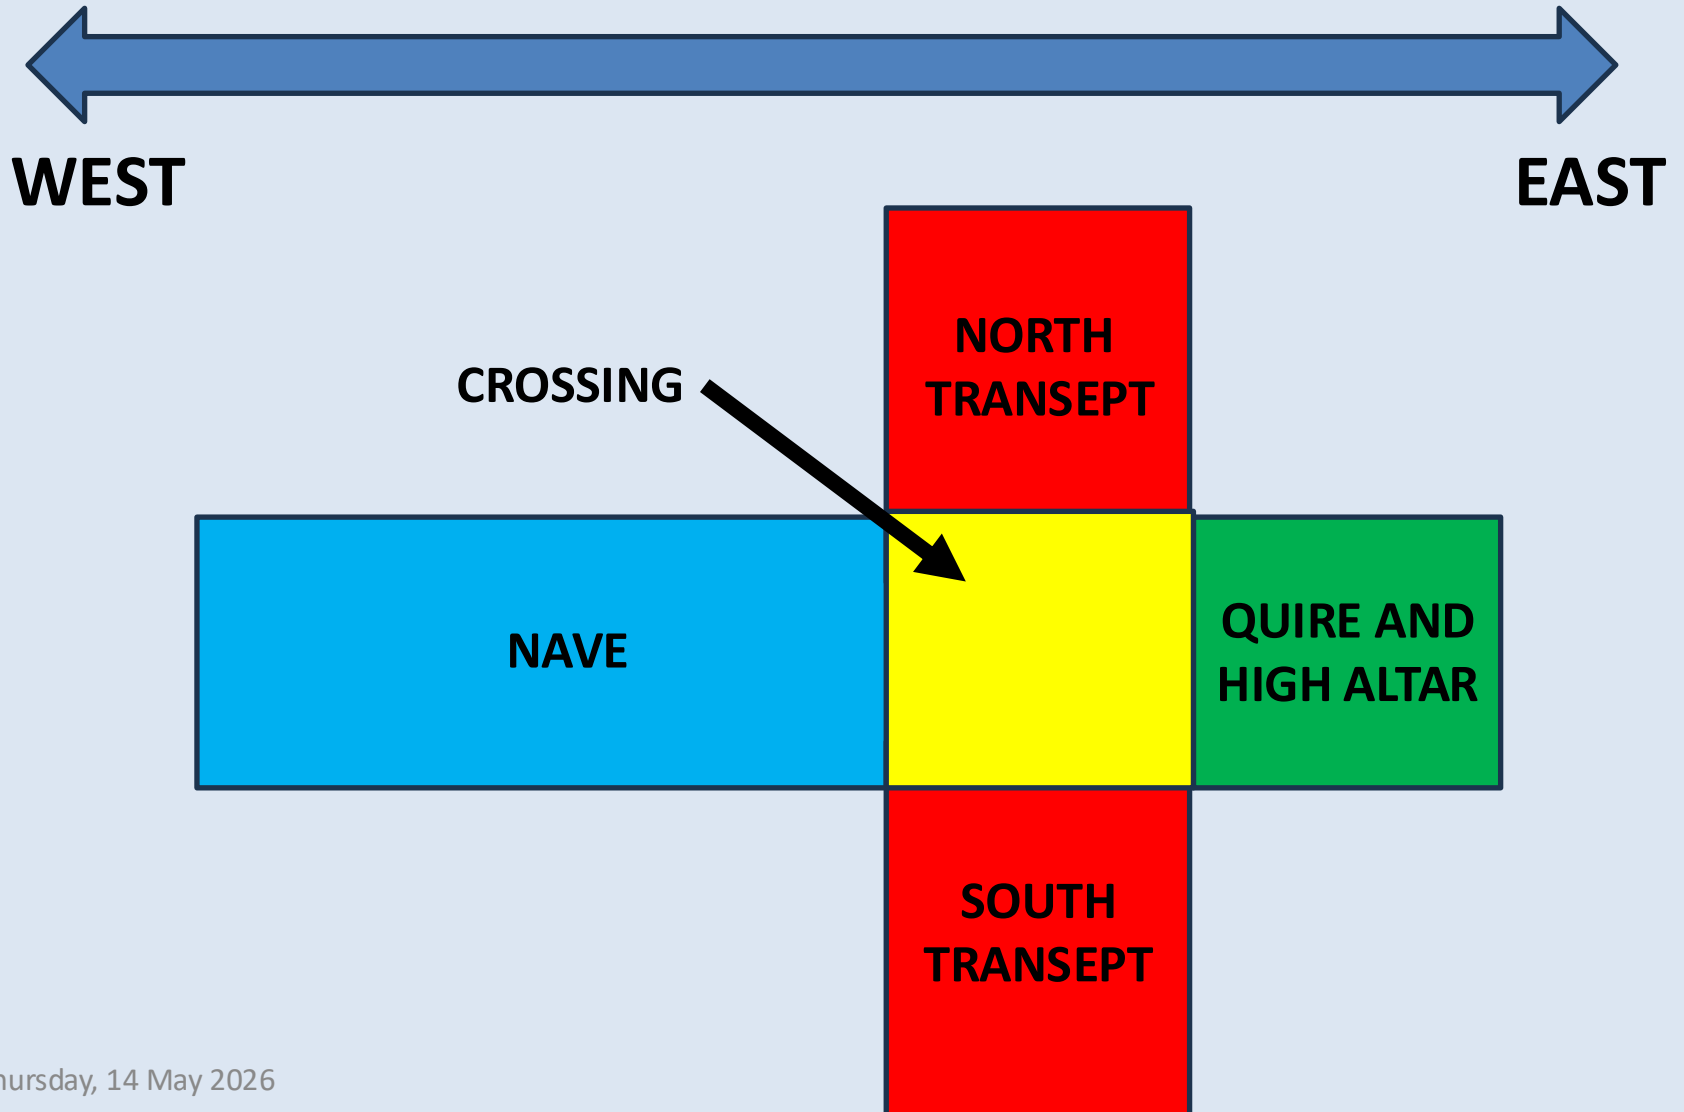 WEST
EAST
NORTH
TRANSEPT
CROSSING
NAVE
QUIRE AND
HIGH ALTAR
SOUTH
TRANSEPT
hursday, 14 May 2026